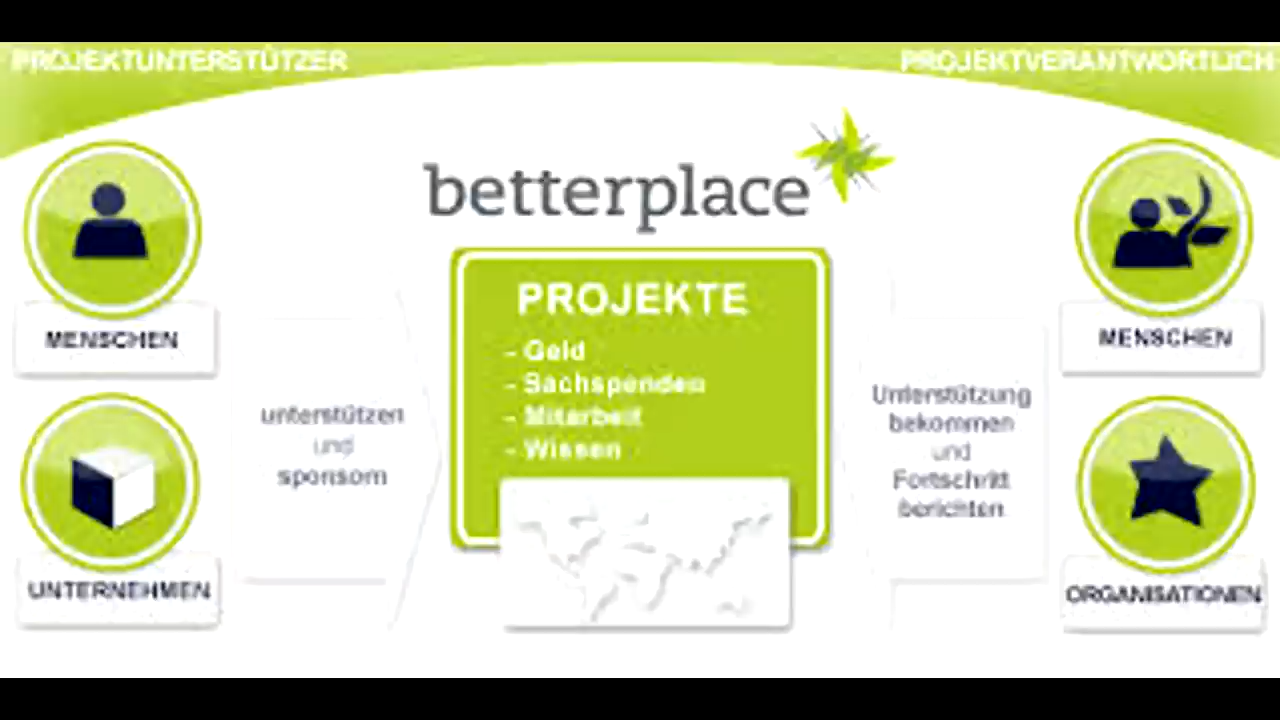 PROJEKTUNTERSTÜTZER
PROJEKTVERANTWORTLICH
betterplace
MENSCHEN
UNTERNEHMEN
unterstützen
und
sponsorn
PROJEKTE
- Geld
- Sachspenden
- Mitarbeit
- Wissen
Unterstützung
bekommen
und
Fortschritt
berichten
MENSCHEN
ORGANISATIONEN